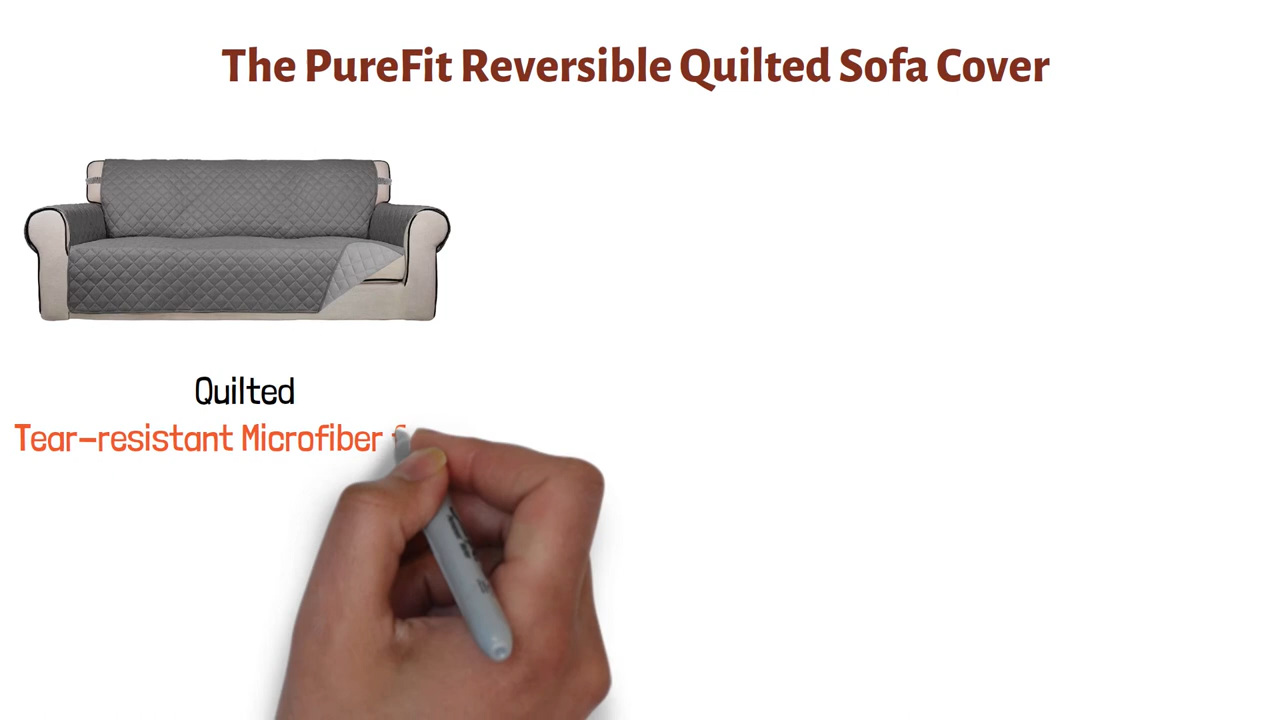 The PureFit Reversible Quilted Sofa Cover
Quilted
Tear-resistant Microfiber